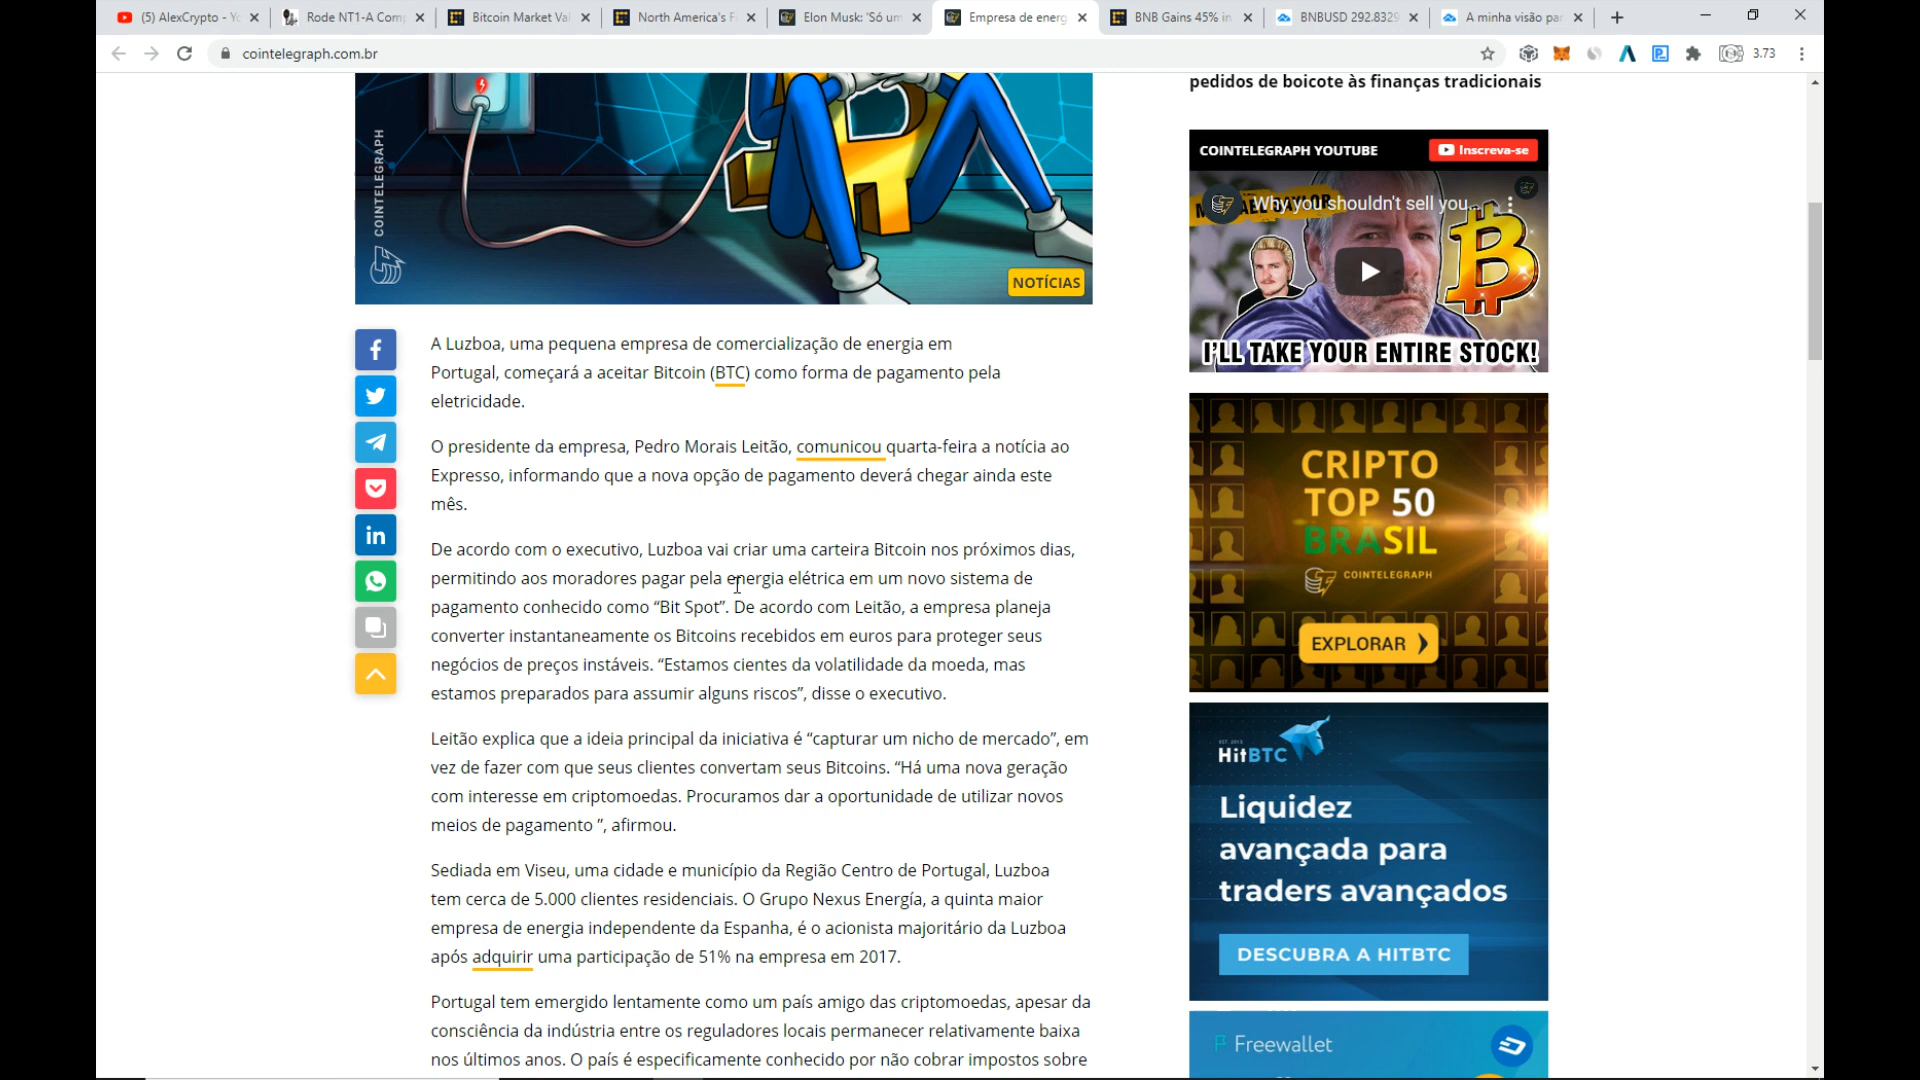 (5) AlexCrypto - Yo
Rode NT1-A Comp
Bitcoin Market Val
North America's F
Elon Musk: 'Só um
Empresa de energ
BNB Gains 45% in
BNBUSD 292.8329
A minha visão par
cointelegraph.com.br
3.73
COINTELEGRAPH
NOTÍCIAS
A Luzboa, uma pequena empresa de comercialização de energia em
Portugal, começará a aceitar Bitcoin (BTC) como forma de pagamento pela
eletricidade.
O presidente da empresa, Pedro Morais Leitão, comunicou quarta-feira a notícia ao
Expresso, informando que a nova opção de pagamento deverá chegar ainda este
mês.
De acordo com o executivo, Luzboa vai criar uma carteira Bitcoin nos próximos dias,
permitindo aos moradores pagar pela energia elétrica em um novo sistema de
pagamento conhecido como “Bit Spot”. De acordo com Leitão, a empresa planeja
converter instantaneamente os Bitcoins recebidos em euros para proteger seus
negócios de preços instáveis. “Estamos cientes da volatilidade da moeda, mas
estamos preparados para assumir alguns riscos”, disse o executivo.
Leitão explica que a ideia principal da iniciativa é “capturar um nicho de mercado”, em
vez de fazer com que seus clientes convertam seus Bitcoins. “Há uma nova geração
com interesse em criptomoedas. Procuramos dar a oportunidade de utilizar novos
meios de pagamento ”, afirmou.
Sediada em Viseu, uma cidade e município da Região Centro de Portugal, Luzboa
tem cerca de 5.000 clientes residenciais. O Grupo Nexus Energía, a quinta maior
empresa de energia independente da Espanha, é o acionista majoritário da Luzboa
após adquirir uma participação de 51% na empresa em 2017.
Portugal tem emergido lentamente como um país amigo das criptomoedas, apesar da
consciência da indústria entre os reguladores locais permanecer relativamente baixa
nos últimos anos. O país é especificamente conhecido por não cobrar impostos sobre
pedidos de boicote às finanças tradicionais
COINTELEGRAPH YOUTUBE
Inscreva-se
Why you shouldn't sell you...
I'LL TAKE YOUR ENTIRE STOCK!
CRIPTO
TOP 50
BRASIL
COINTELEGRAPH
EXPLORAR
HitBTC
Liquidez
avançada para
traders avançados
DESCUBRA A HITBTC
Freewallet